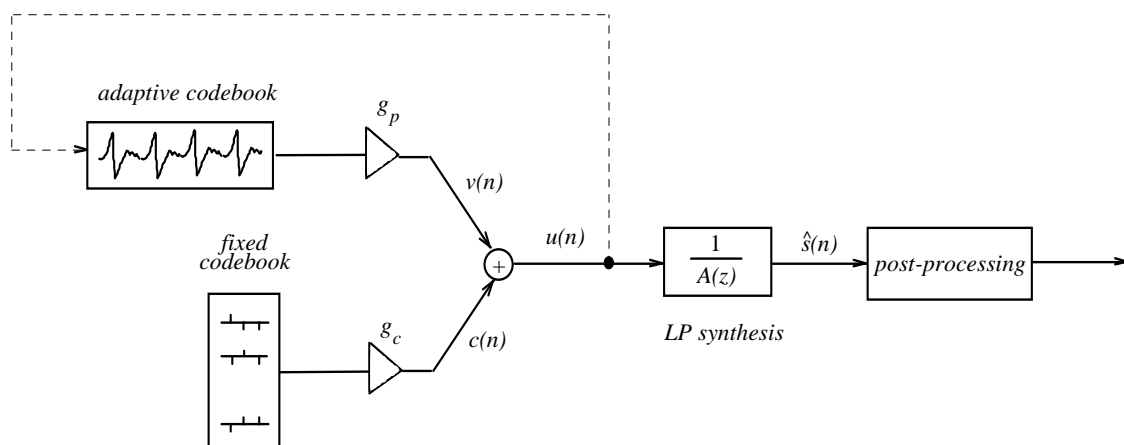 adaptive codebook
g_p
v(n)
fixed
codebook
g_c
c(n)
+
u(n)
1
A(z)
LP synthesis
ŝ(n)
post-processing